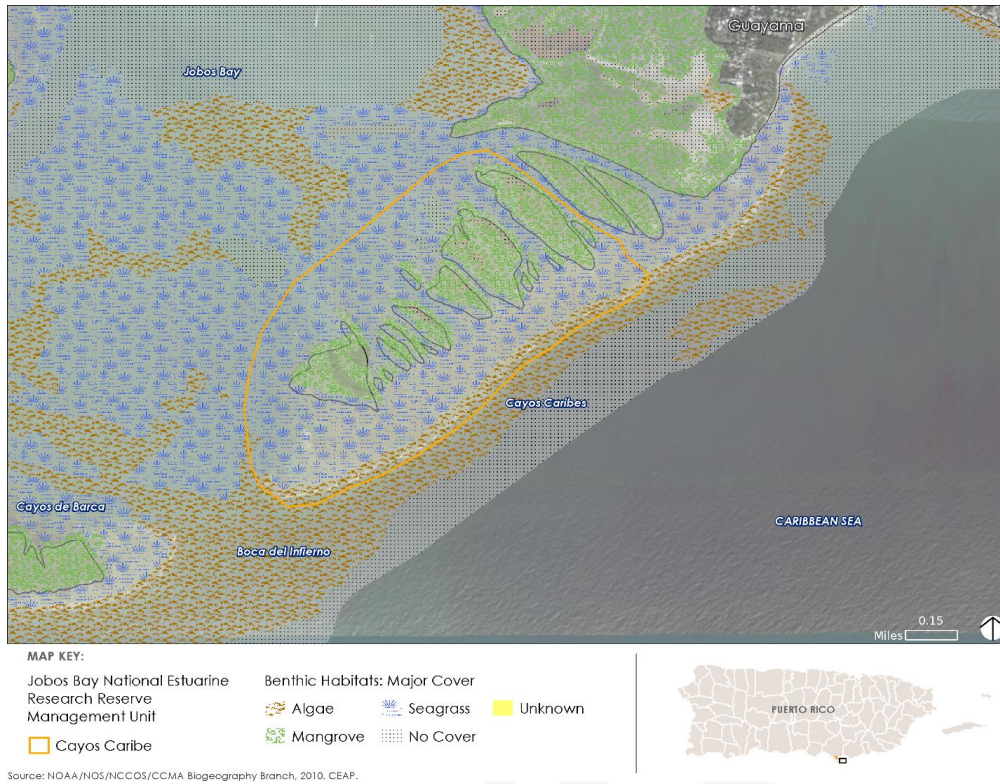 Guayama
Jobos Bay
Cayos Caribes
Cayos de Barca
CARIBBEAN SEA
Boca del Infierno
0.15
Miles
MAP KEY:
Jobos Bay National Estuarine
Research Reserve
Management Unit
Cayos Caribe
Benthic Habitats: Major Cover
Algae
Seagrass
Unknown
Mangrove
No Cover
PUERTO RICO
Source: NOAA/NOS/NCCOS/CCMA Biogeography Branch, 2010. CEAP.